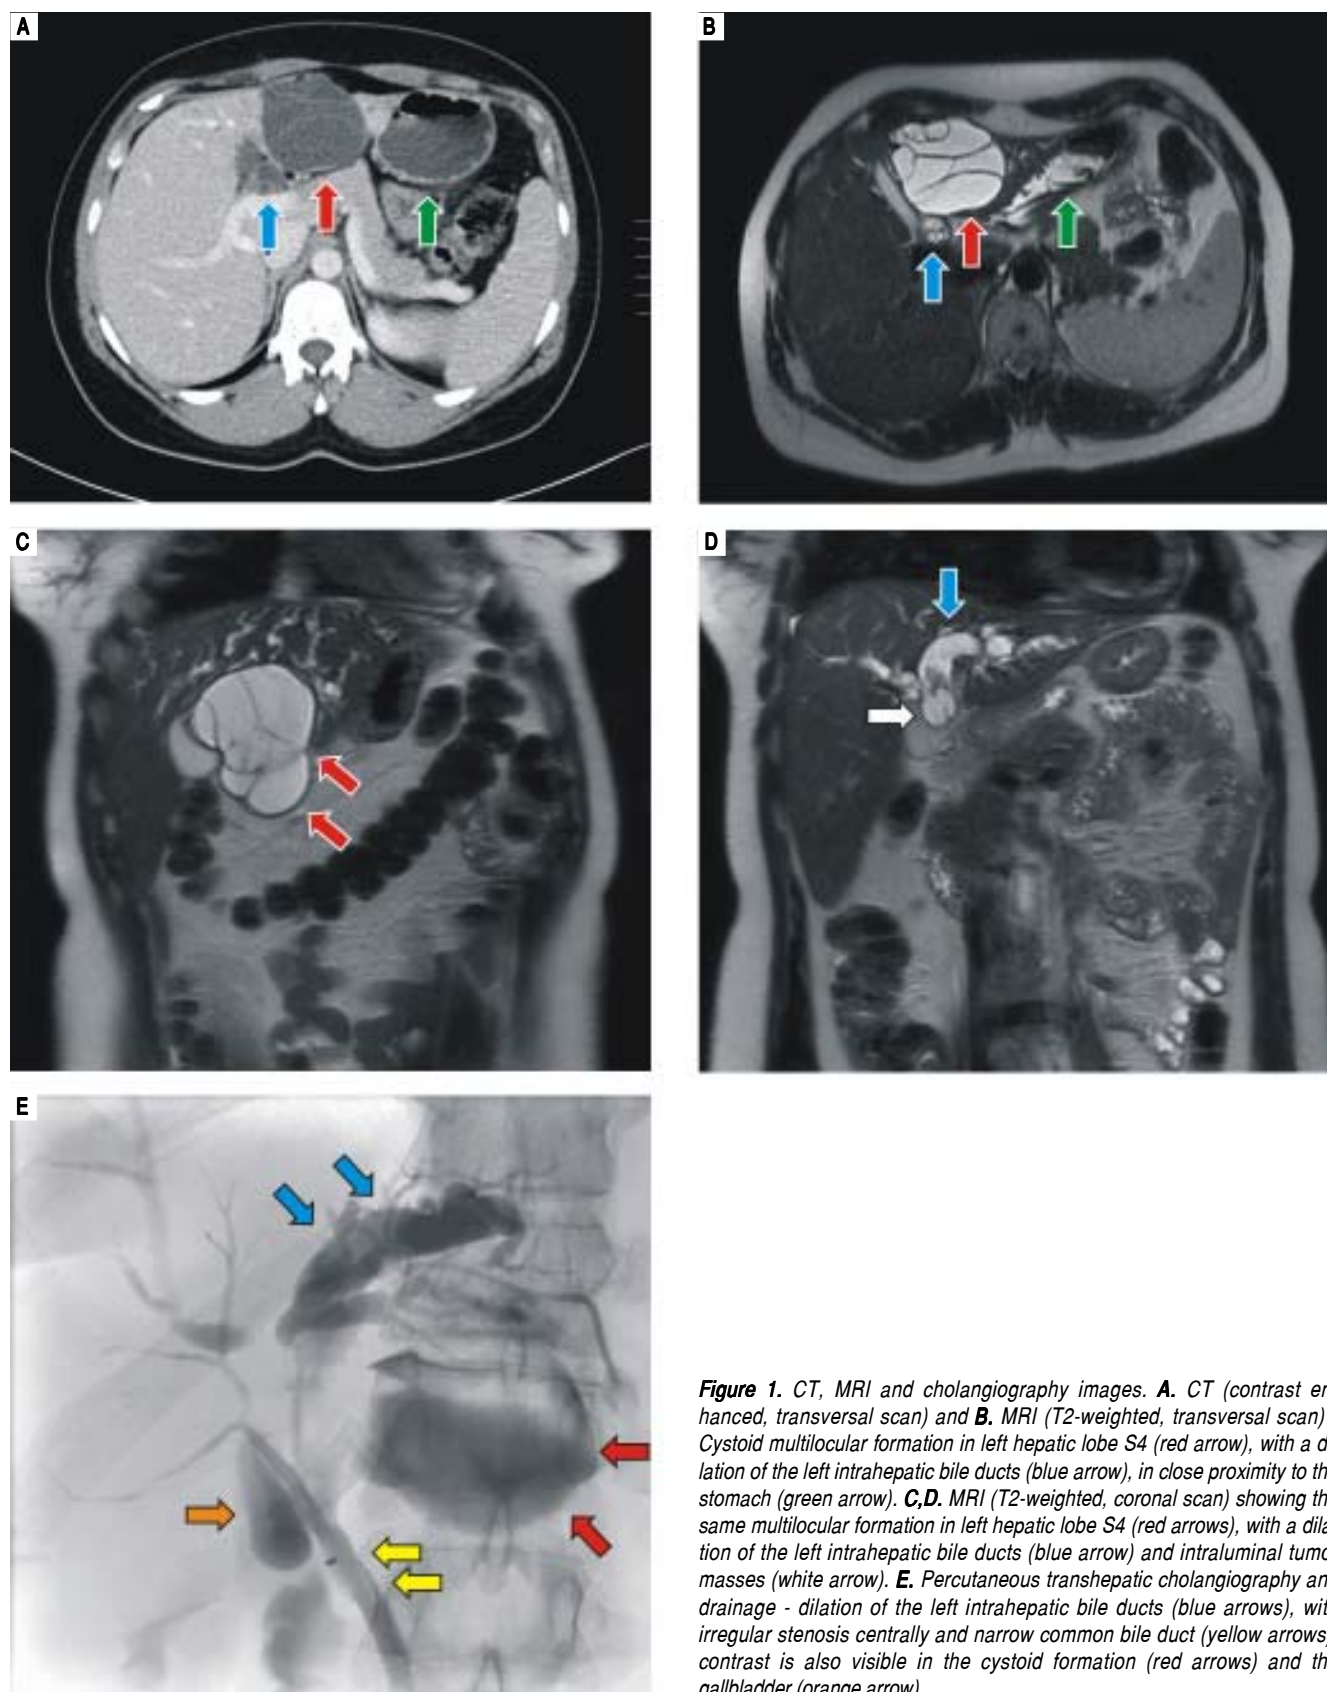 A
B
C
D
E
Figure 1. CT, MRI and cholangiography images. A. CT (contrast en
hanced, transversal scan) and B. MRI (T2-weighted, transversal scan)
Cystoid multilocular formation in left hepatic lobe S4 (red arrow), with a d
lation of the left intrahepatic bile ducts (blue arrow), in close proximity to th
stomach (green arrow). C,D. MRI (T2-weighted, coronal scan) showing th
same multilocular formation in left hepatic lobe S4 (red arrows), with a dila
tion of the left intrahepatic bile ducts (blue arrow) and intraluminal tumo
masses (white arrow). E. Percutaneous transhepatic cholangiography an
drainage - dilation of the left intrahepatic bile ducts (blue arrows), wit
irregular stenosis centrally and narrow common bile duct (yellow arrows)
contrast is also visible in the cystoid formation (red arrows) and th
gallbladder (orange arrow)